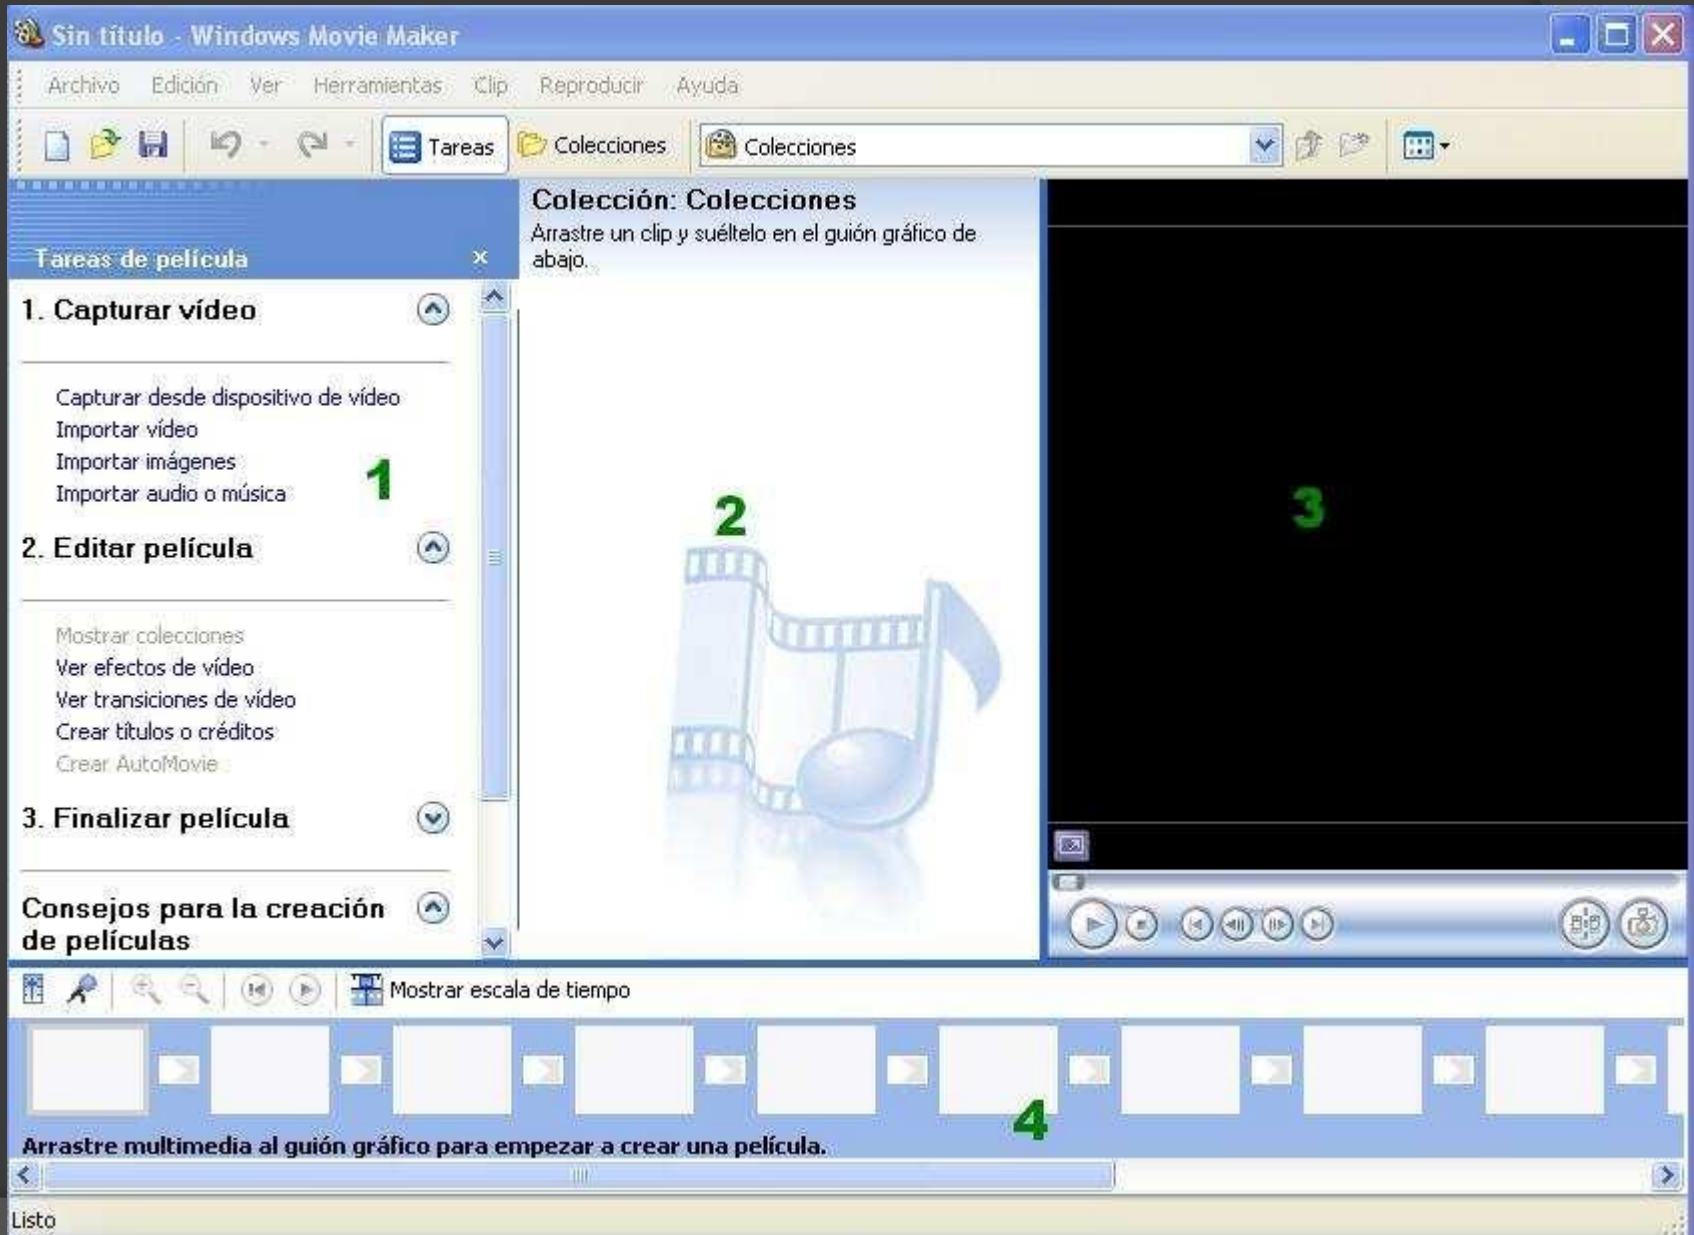 Sin título - Windows Movie Maker
Archivo Edición Ver Herramientas Clip Reproducir Ayuda
Tareas Colecciones Colecciones
Tareas de película
Colección: Colecciones
Arrastre un clip y suéltelo en el guión gráfico de
abajo.
1. Capturar vídeo
Capturar desde dispositivo de vídeo
Importar vídeo
Importar imágenes
Importar audio o música
1
2. Editar película
Mostrar colecciones
Ver efectos de vídeo
Ver transiciones de vídeo
Crear títulos o créditos
Crear AutoMovie
3. Finalizar película
Consejos para la creación
de películas
2
3
Mostrar escala de tiempo
4
Arrastre multimedia al guión gráfico para empezar a crear una película.
Listo